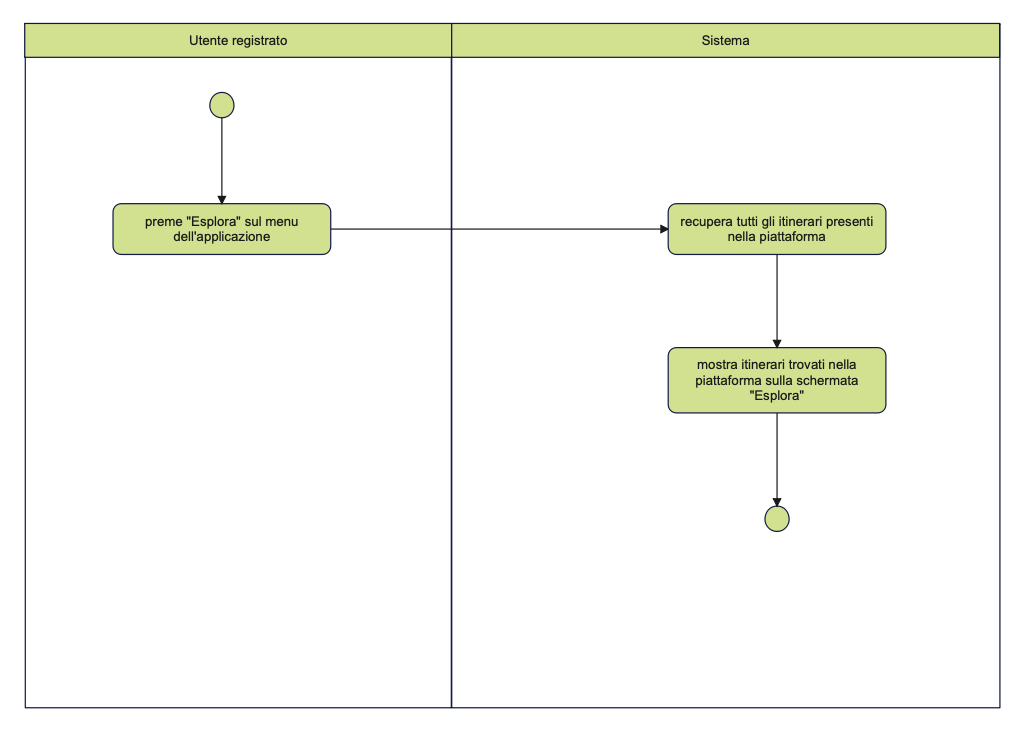 Utente registrato
Sistema
preme "Esplora" sul menu
dell'applicazione
recupera tutti gli itinerari presenti
nella piattaforma
mostra itinerari trovati nella
piattaforma sulla schermata
"Esplora"